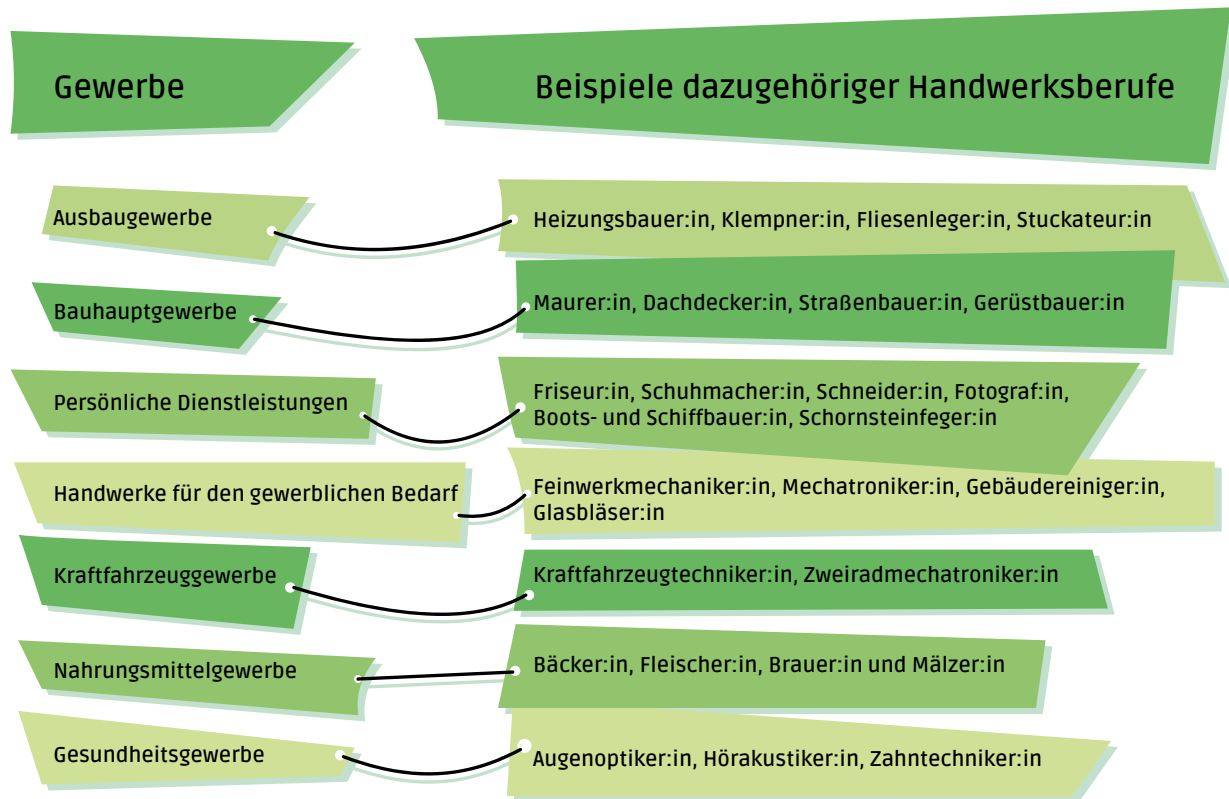 Gewerbe
Beispiele dazugehöriger Handwerksberufe
Ausbaugewerbe
Heizungsbauer:in, Klempner:in, Fliesenleger:in, Stuckateur:in
Bauhauptgewerbe
Maurer:in, Dachdecker:in, Straßenbauer:in, Gerüstbauer:in
Persönliche Dienstleistungen
Friseur:in, Schuhmacher:in, Schneider:in, Fotograf:in,
Boots- und Schiffbauer:in, Schornsteinfeger:in
Handwerke für den gewerblichen Bedarf
Feinwerkmechaniker:in, Mechatroniker:in, Gebäudereiniger:in,
Glasbläser:in
Kraftfahrzeuggewerbe
Kraftfahrzeugtechniker:in, Zweiradmechatroniker:in
Nahrungsmittelgewerbe
Bäcker:in, Fleischer:in, Brauer:in und Mälzer:in
Gesundheitsgewerbe
Augenoptiker:in, Hörakustiker:in, Zahntechniker:in